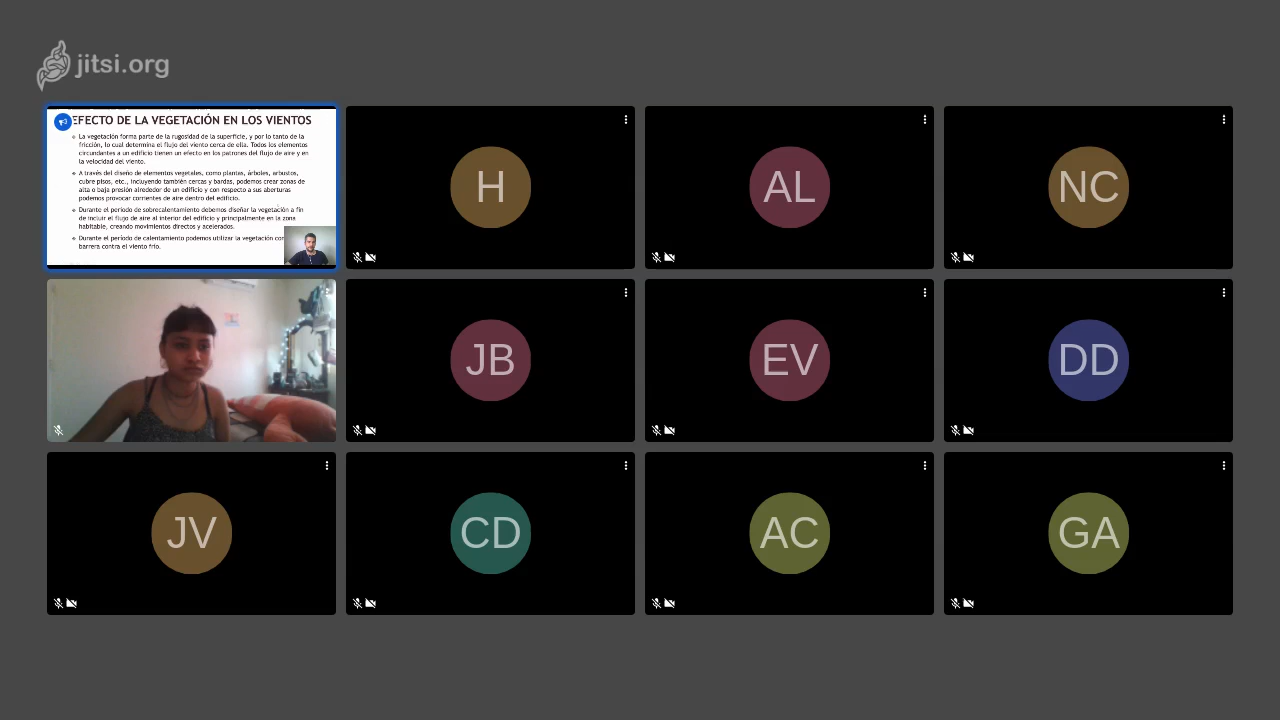 jitsi.org
EFECTO DE LA VEGETACIÓN EN LOS VIENTOS
La vegetación forma parte de la rugosidad de la superficie, y por lo tanto de la
fricción, lo cual determina el flujo del viento cerca de ella. Todos los elementos
circundantes a un edificio tienen un efecto en los patrones del flujo de aire y en
la velocidad del viento.
A través del diseño de elementos vegetales, como plantas, árboles, arbustos,
cubre pisos, etc., incluyendo también cercas y bardas, podemos crear zonas de
alta o baja presión alrededor de un edificio y con respecto a sus aberturas
podemos provocar corrientes de aire dentro del edificio.
Durante el período de sobrecalentamiento debemos diseñar la vegetación a fin
de incluir el flujo de aire al interior del edificio y principalmente en la zona
habitable, creando movimientos directos y acelerados.
Durante el período de calentamiento podemos utilizar la vegetación com
barrera contra el viento frío.
H
AL
NC
JB
EV
DD
JV
CD
AC
GA